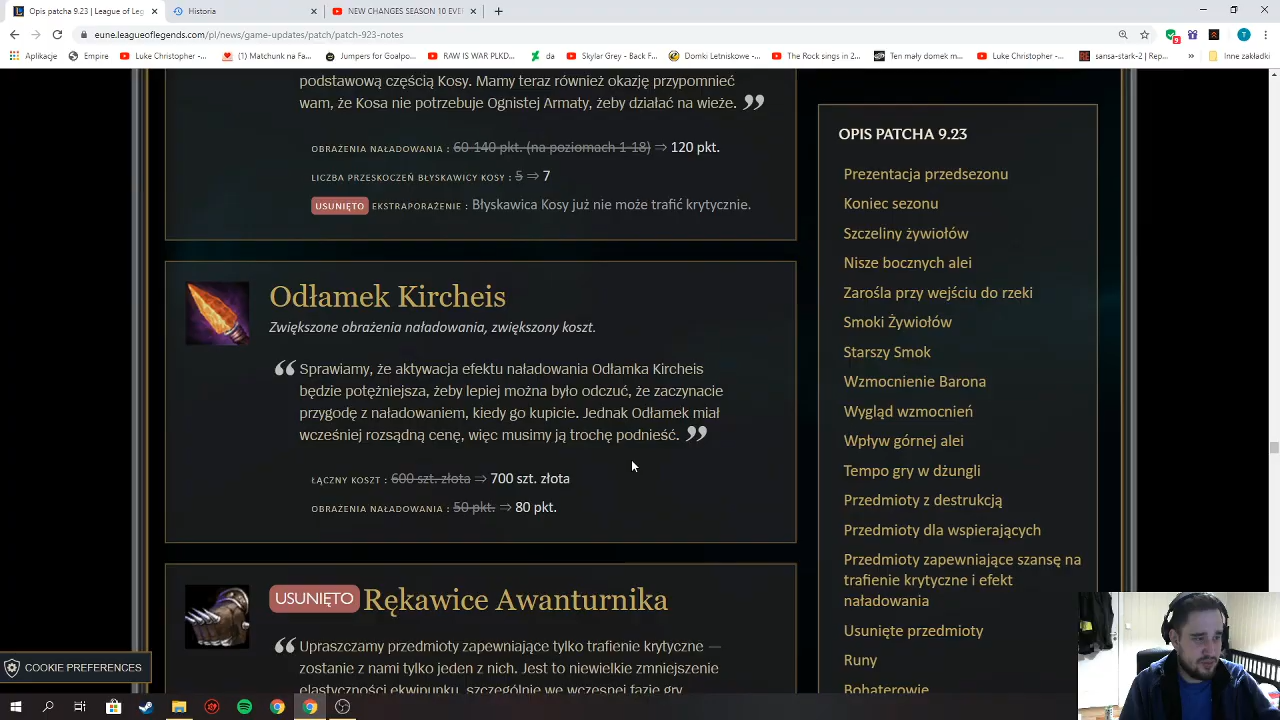 Opis patcha 9.23 | League of Leg
Historia
NEW CHANGES SEASON 10 EVE
eune.leagueoflegends.com/pl/news/game-updates/patch/patch-923-notes
Aplikacje
Empire
Luke Christopher -...
Matchunk na Fa...
Jumpers for Goalpo...
RAW IS WAR PLKD...
da
Skylar Grey - Back F...
Domki Letniskowe -...
The Rock sings in 2...
Ten mały domek m...
Luke Christopher -...
sansa-stark-2 | Prz...
»
Inne zakładki
podstawową częścią Kosy. Mamy teraz również okazję przypomnieć
wam, że Kosa nie potrzebuje Ognistej Armaty, żeby działać na wieże.
OBRAŻENIA NAŁADOWANIA : 60-140 pkt. (na poziomach 1-18) ⇒ 120 pkt.
LICZBA PRZESKOCZEŃ BŁYSKAWICY KOSY : 5 ⇒ 7
USUNIĘTO EKSTRAPORAŻENIE : Błyskawica Kosy już nie może trafić krytycznie.
Odłamek Kircheis
Zwiększone obrażenia naładowania, zwiększony koszt.
Sprawiamy, że aktywacja efektu naładowania Odłamka Kircheis
będzie potężniejsza, żeby lepiej można było odczuć, że zaczynacie
przygodę z naładowaniem, kiedy go kupicie. Jednak Odłamek miał
wcześniej rozsądną cenę, więc musimy ją trochę podnieść.
ŁĄCZNY KOSZT : 600 szt. złota ⇒ 700 szt. złota
OBRAŻENIA NAŁADOWANIA : 50 pkt. ⇒ 80 pkt.
USUNIĘTO Rękawice Awanturnika
Upraszczamy przedmioty zapewniające tylko trafienie krytyczne —
zostanie z nami tylko jeden z nich. Jest to niewielkie zmniejszenie
elastyczności ekwipunku, szczególnie we wczesnej fazie gry.
OPIS PATCHA 9.23
Prezentacja przedsezonu
Koniec sezonu
Szczeliny żywiołów
Nisze bocznych alei
Zarośla przy wejściu do rzeki
Smoki Żywiołów
Starszy Smok
Wzmocnienie Barona
Wygląd wzmocnień
Wpływ górnej alei
Tempo gry w dżungli
Przedmioty z destrukcją
Przedmioty dla wspierających
Przedmioty zapewniające szansę na
trafienie krytyczne i efekt
naładowania
Usunięte przedmioty
Runy
Bohaterowie
COOKIE PREFERENCES